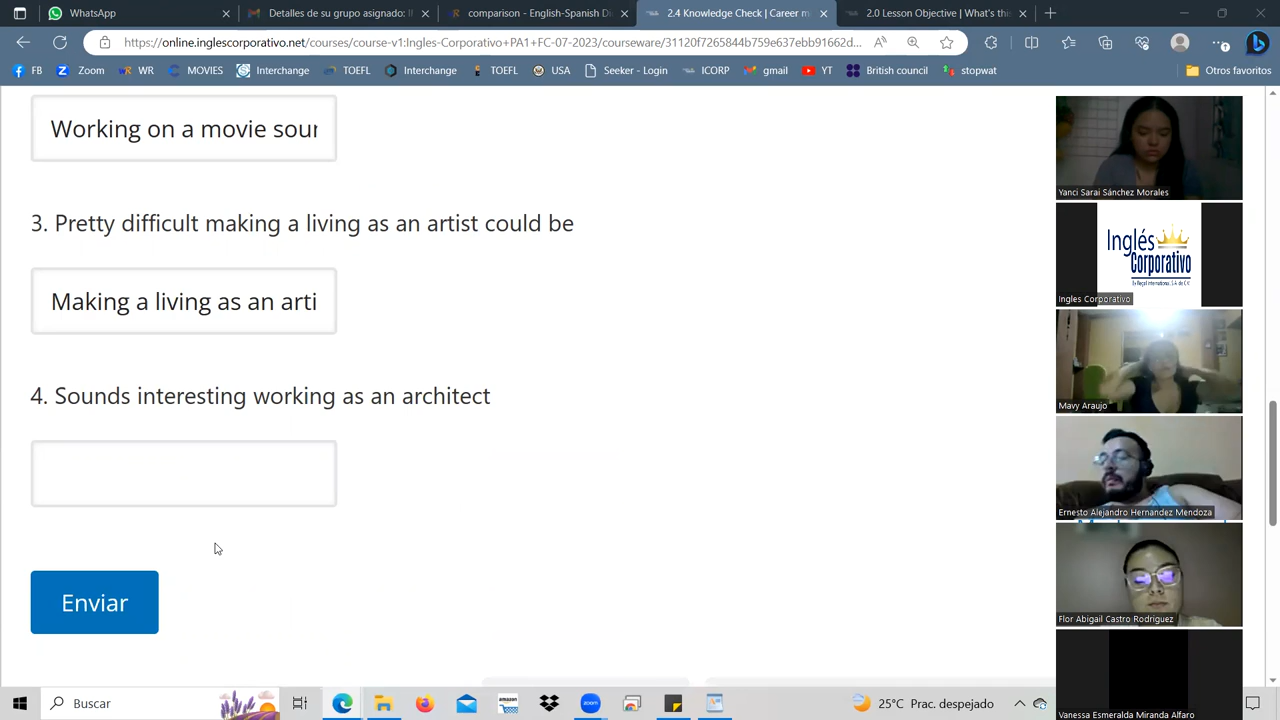 WhatsApp
Detalles de su grupo asignado: If
comparison - English-Spanish Di
2.4 Knowledge Check | Career m
2.0 Lesson Objective | What's thi
https://online.inglescorporativo.net/courses/course-v1:Ingles-Corporativo+PA1+FC-07-2023/courseware/31120f7265844b759e637ebb91662d...
FB
Zoom
WR
MOVIES
Interchange
TOEFL
Interchange
TOEFL
USA
Seeker - Login
ICORP
gmail
YT
British council
stopwat
Otros favoritos
Working on a movie sour
3. Pretty difficult making a living as an artist could be
Making a living as an arti
4. Sounds interesting working as an architect
Enviar
Yanci Sarai Sánchez Morales
Inglés
Corporativo
Ingles Corporativo
Mavy Araujo
Ernesto Alejandro Hernandez Mendoza
Flor Abigail Castro Rodriguez
Vanessa Esmeralda Miranda Alfaro
Buscar
amazon
zoom
25°C Prac. despejado